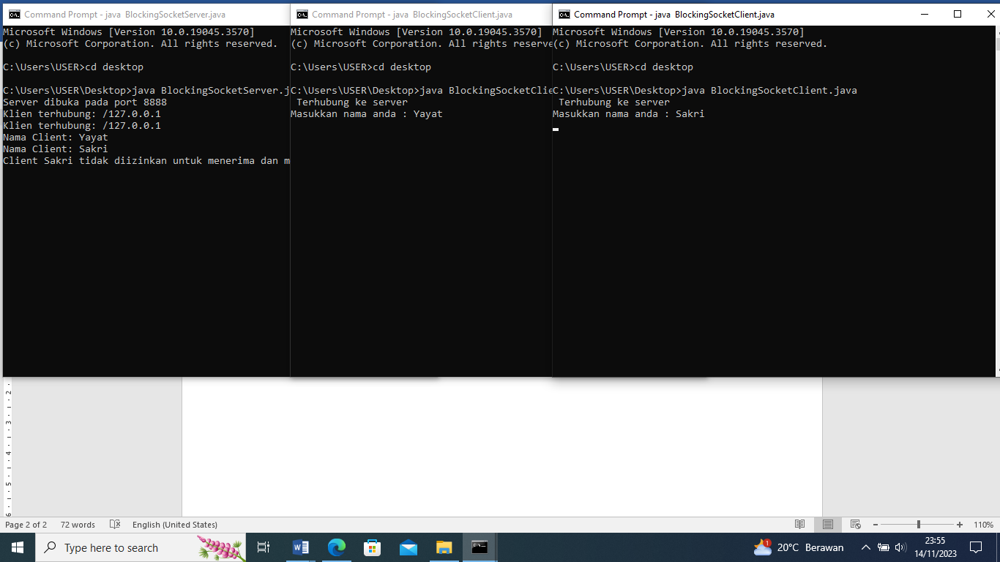 Command Prompt - java  BlockingSocketServer.java
Microsoft Windows [Version 10.0.19045.3570]
(c) Microsoft Corporation. All rights reserved.
C:\Users\USER>cd desktop
C:\Users\USER\Desktop>java BlockingSocketServer.j
Server dibuka pada port 8888
Klien terhubung: /127.0.0.1
Klien terhubung: /127.0.0.1
Nama Client: Yayat
Nama Client: Sakri
Client Sakri tidak diizinkan untuk menerima dan m
Command Prompt - java  BlockingSocketClient.java
Microsoft Windows [Version 10.0.19045.3570]
(c) Microsoft Corporation. All rights reserve
C:\Users\USER>cd desktop
C:\Users\USER\Desktop>java BlockingSocketClie
Terhubung ke server
Masukkan nama anda : Yayat
Command Prompt - java  BlockingSocketClient.java
Microsoft Windows [Version 10.0.19045.3570]
(c) Microsoft Corporation. All rights reserved.
C:\Users\USER>cd desktop
C:\Users\USER\Desktop>java BlockingSocketClient.java
Terhubung ke server
Masukkan nama anda : Sakri
2
3
4
5
6
Page 2 of 2 72 words English (United States) 110%
Type here to search
1
20°C Berawan
23:55
14/11/2023